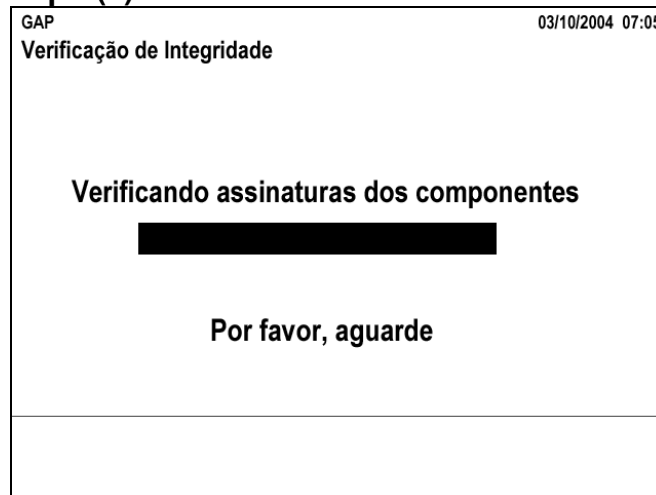 GAP 03/10/2004 07:05
Verificação de Integridade
Verificando assinaturas dos componentes
Por favor, aguarde